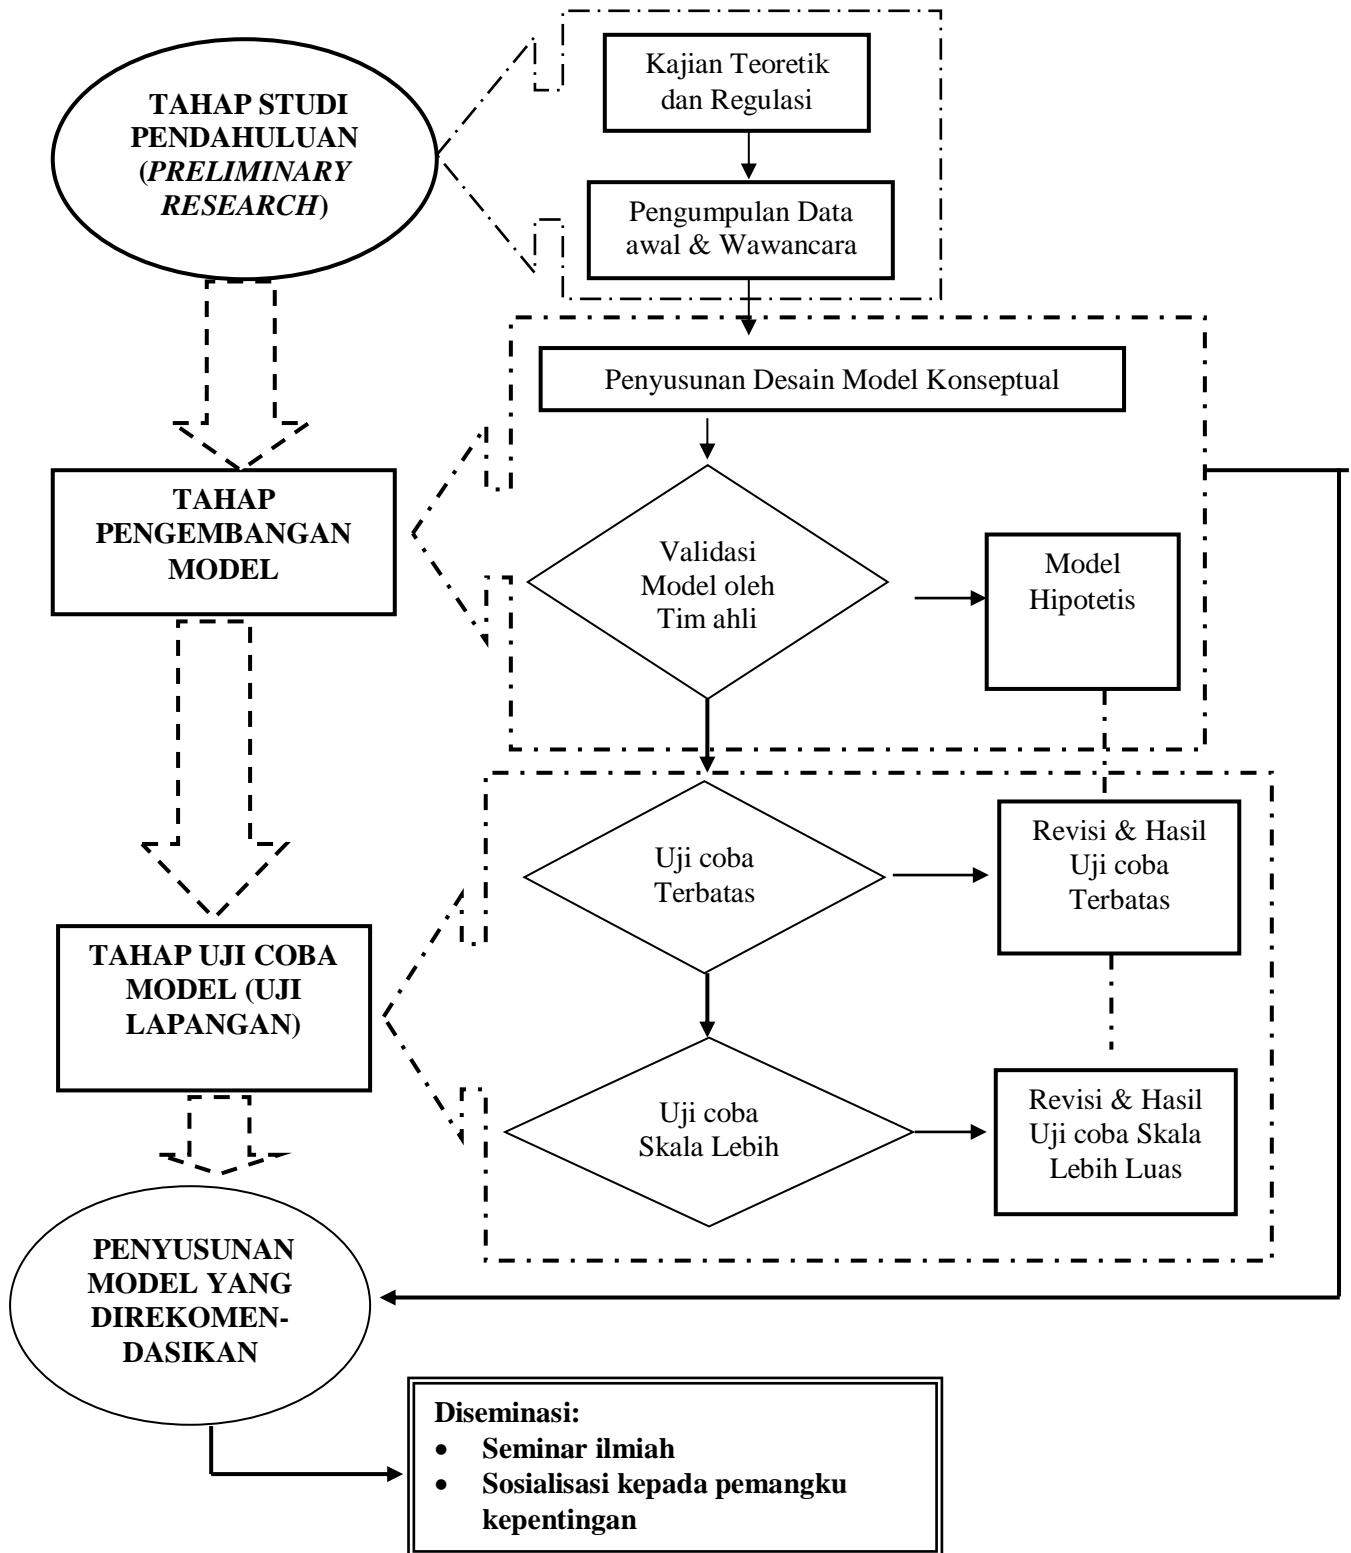 TAHAP STUDI
PENDAHULUAN
(PRELIMINARY
RESEARCH)
Kajian Teoretik
dan Regulasi
Pengumpulan Data
awal & Wawancara
Penyusunan Desain Model Konseptual
TAHAP
PENGEMBANGAN
MODEL
Validasi
Model oleh
Tim ahli
Model
Hipotetis
TAHAP UJI COBA
MODEL (UJI
LAPANGAN)
Uji coba
Terbatas
Revisi & Hasil
Uji coba
Terbatas
Uji coba
Skala Lebih
Revisi & Hasil
Uji coba Skala
Lebih Luas
PENYUSUNAN
MODEL YANG
DIREKOMEN-
DASIKAN
Diseminasi:
• Seminar ilmiah
• Sosialisasi kepada pemangku
kepentingan